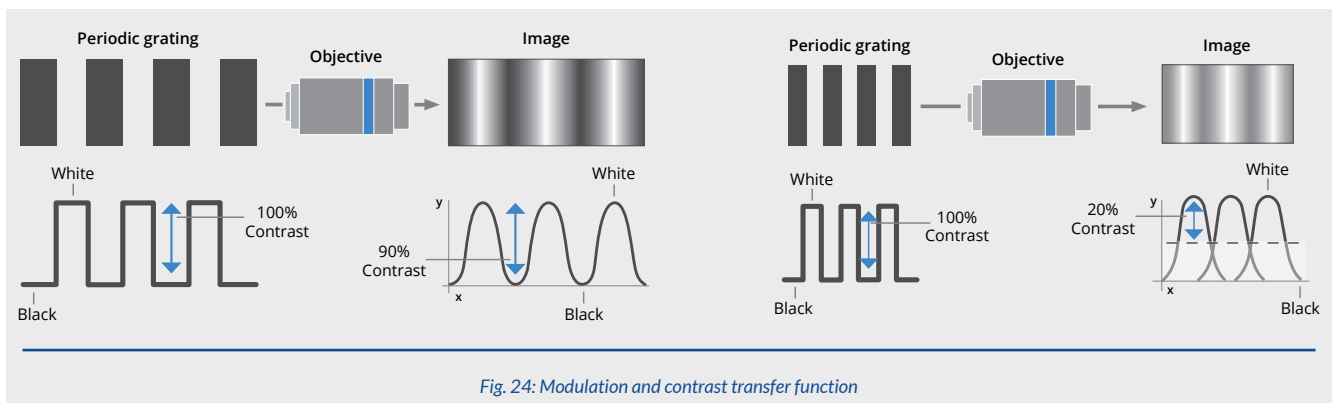 Periodic grating
Objective
Image
White
100%
Contrast
Black
y
White
90%
Contrast
x
Black
Periodic grating
Objective
Image
White
100%
Contrast
Black
White
20%
Contrast
x
y
Black
Fig. 24: Modulation and contrast transfer function